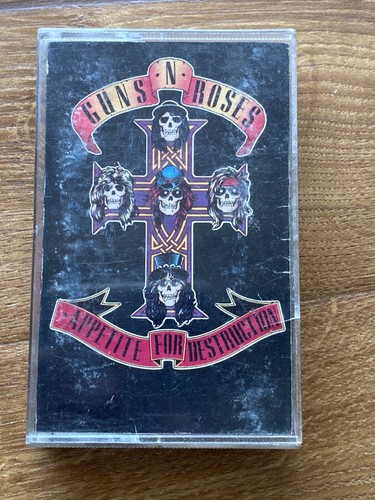 GUNS N' ROSES
APPETITE FOR DESTRUCTION